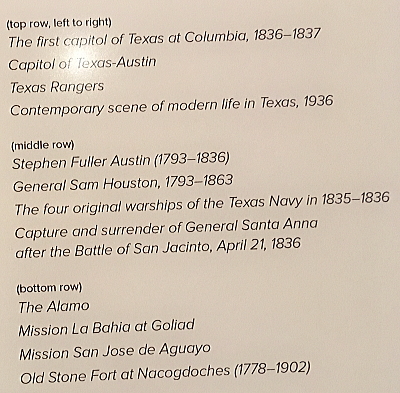 (top row, left to right)
The first capitol of Texas at Columbia, 1836–1837
Capitol of Texas-Austin
Texas Rangers
Contemporary scene of modern life in Texas, 1936
(middle row)
Stephen Fuller Austin (1793–1836)
General Sam Houston, 1793–1863
The four original warships of the Texas Navy in 1835–1836
Capture and surrender of General Santa Anna
after the Battle of San Jacinto, April 21, 1836
(bottom row)
The Alamo
Mission La Bahia at Goliad
Mission San Jose de Aguayo
Old Stone Fort at Nacogdoches (1778–1902)